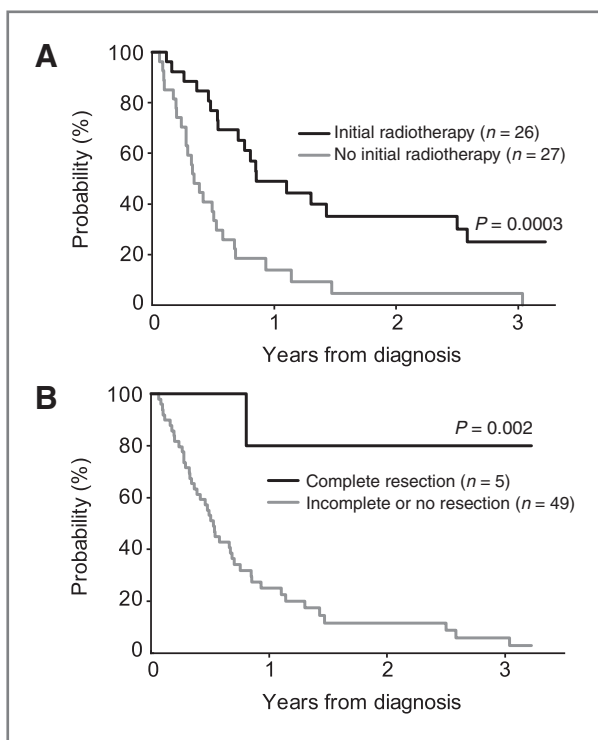 A
100
80
60
40
20
0
Probability (%)
Initial radiotherapy (n = 26)
No initial radiotherapy (n = 27)
P = 0.0003
0 1 2 3
Years from diagnosis
B
100
80
60
40
20
0
Probability (%)
P = 0.002
Complete resection (n = 5)
Incomplete or no resection (n = 49)
0 1 2 3
Years from diagnosis